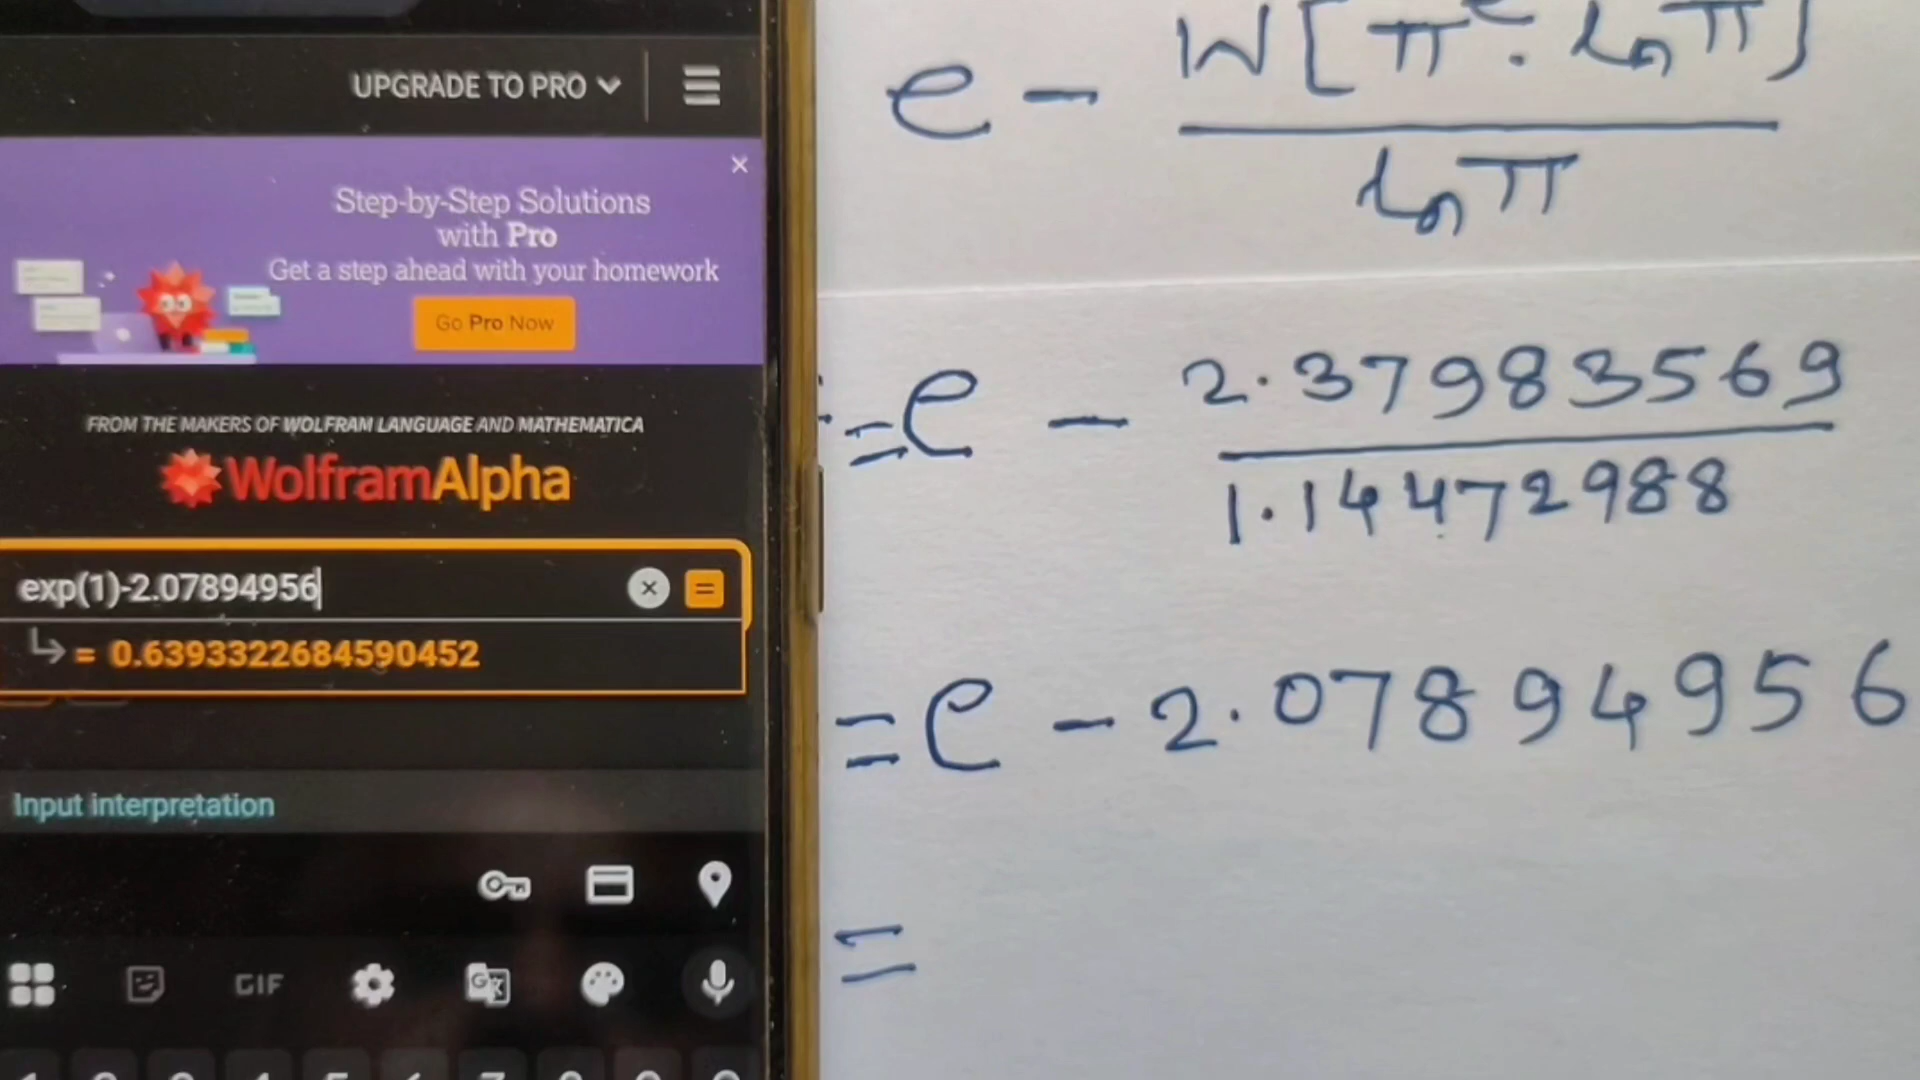 UPGRADE TO PRO
Step-by-Step Solutions
with Pro
Get a step ahead with your homework
Go Pro Now
FROM THE MAKERS OF WOLFRAM LANGUAGE AND MATHEMATICA
WolframAlpha
exp(1)-2.07894956
= 0.6393322684590452
Input interpretation
GIF
e - W[π^e · ln π] / ln π
= e - 2.37983569 / 1.14472988
= e - 2.07894956
=